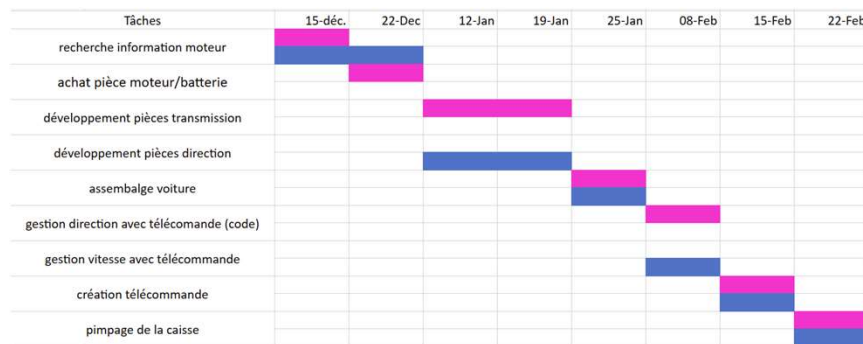 Tâches 15-déc. 22-Dec 12-Jan 19-Jan 25-Jan 08-Feb 15-Feb 22-Feb
recherche information moteur
achat pièce moteur/batterie
développement pièces transmission
développement pièces direction
assembalge voiture
gestion direction avec télécomande (code)
gestion vitesse avec télécommande
création télécommande
pimpage de la caisse